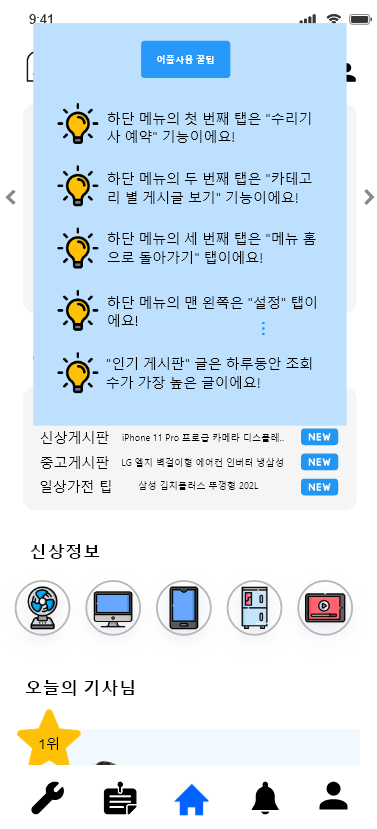 9:41
어플사용 꿀팁
하단 메뉴의 첫 번째 탭은 "수리기
사 예약" 기능이에요!
하단 메뉴의 두 번째 탭은 "카테고
리 별 게시글 보기" 기능이에요!
하단 메뉴의 세 번째 탭은 "메뉴 홈
으로 돌아가기" 탭이에요!
하단 메뉴의 맨 왼쪽은 "설정" 탭이
에요!
"인기 게시판" 글은 하루동안 조회
수가 가장 높은 글이에요!
신상게시판 iPhone 11 Pro 프로급 카메라 디스플레.. NEW
중고게시판 LG 엘지 벽걸이형 에어컨 인버터 냉삼성 NEW
일상가전 팁 삼성 김치플러스 뚜껑형 202L NEW
신상정보
오늘의 기사님
1위